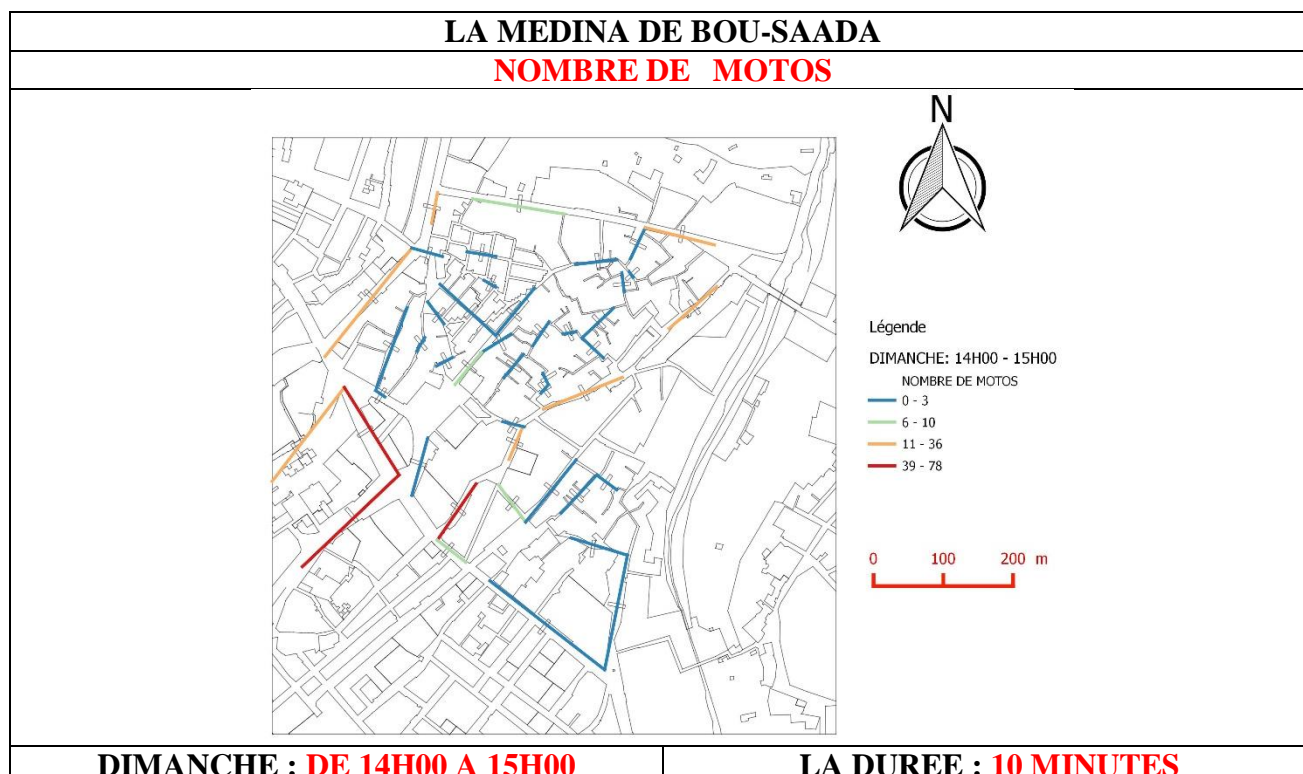 LA MEDINA DE BOU-SAADA
NOMBRE DE MOTOS
N
Légende
DIMANCHE: 14H00 - 15H00
NOMBRE DE MOTOS
0 - 3
6 - 10
11 - 36
39 - 78
0 100 200 m
DIMANCHE : DE 14H00 A 15H00
LA DUREE : 10 MINUTES